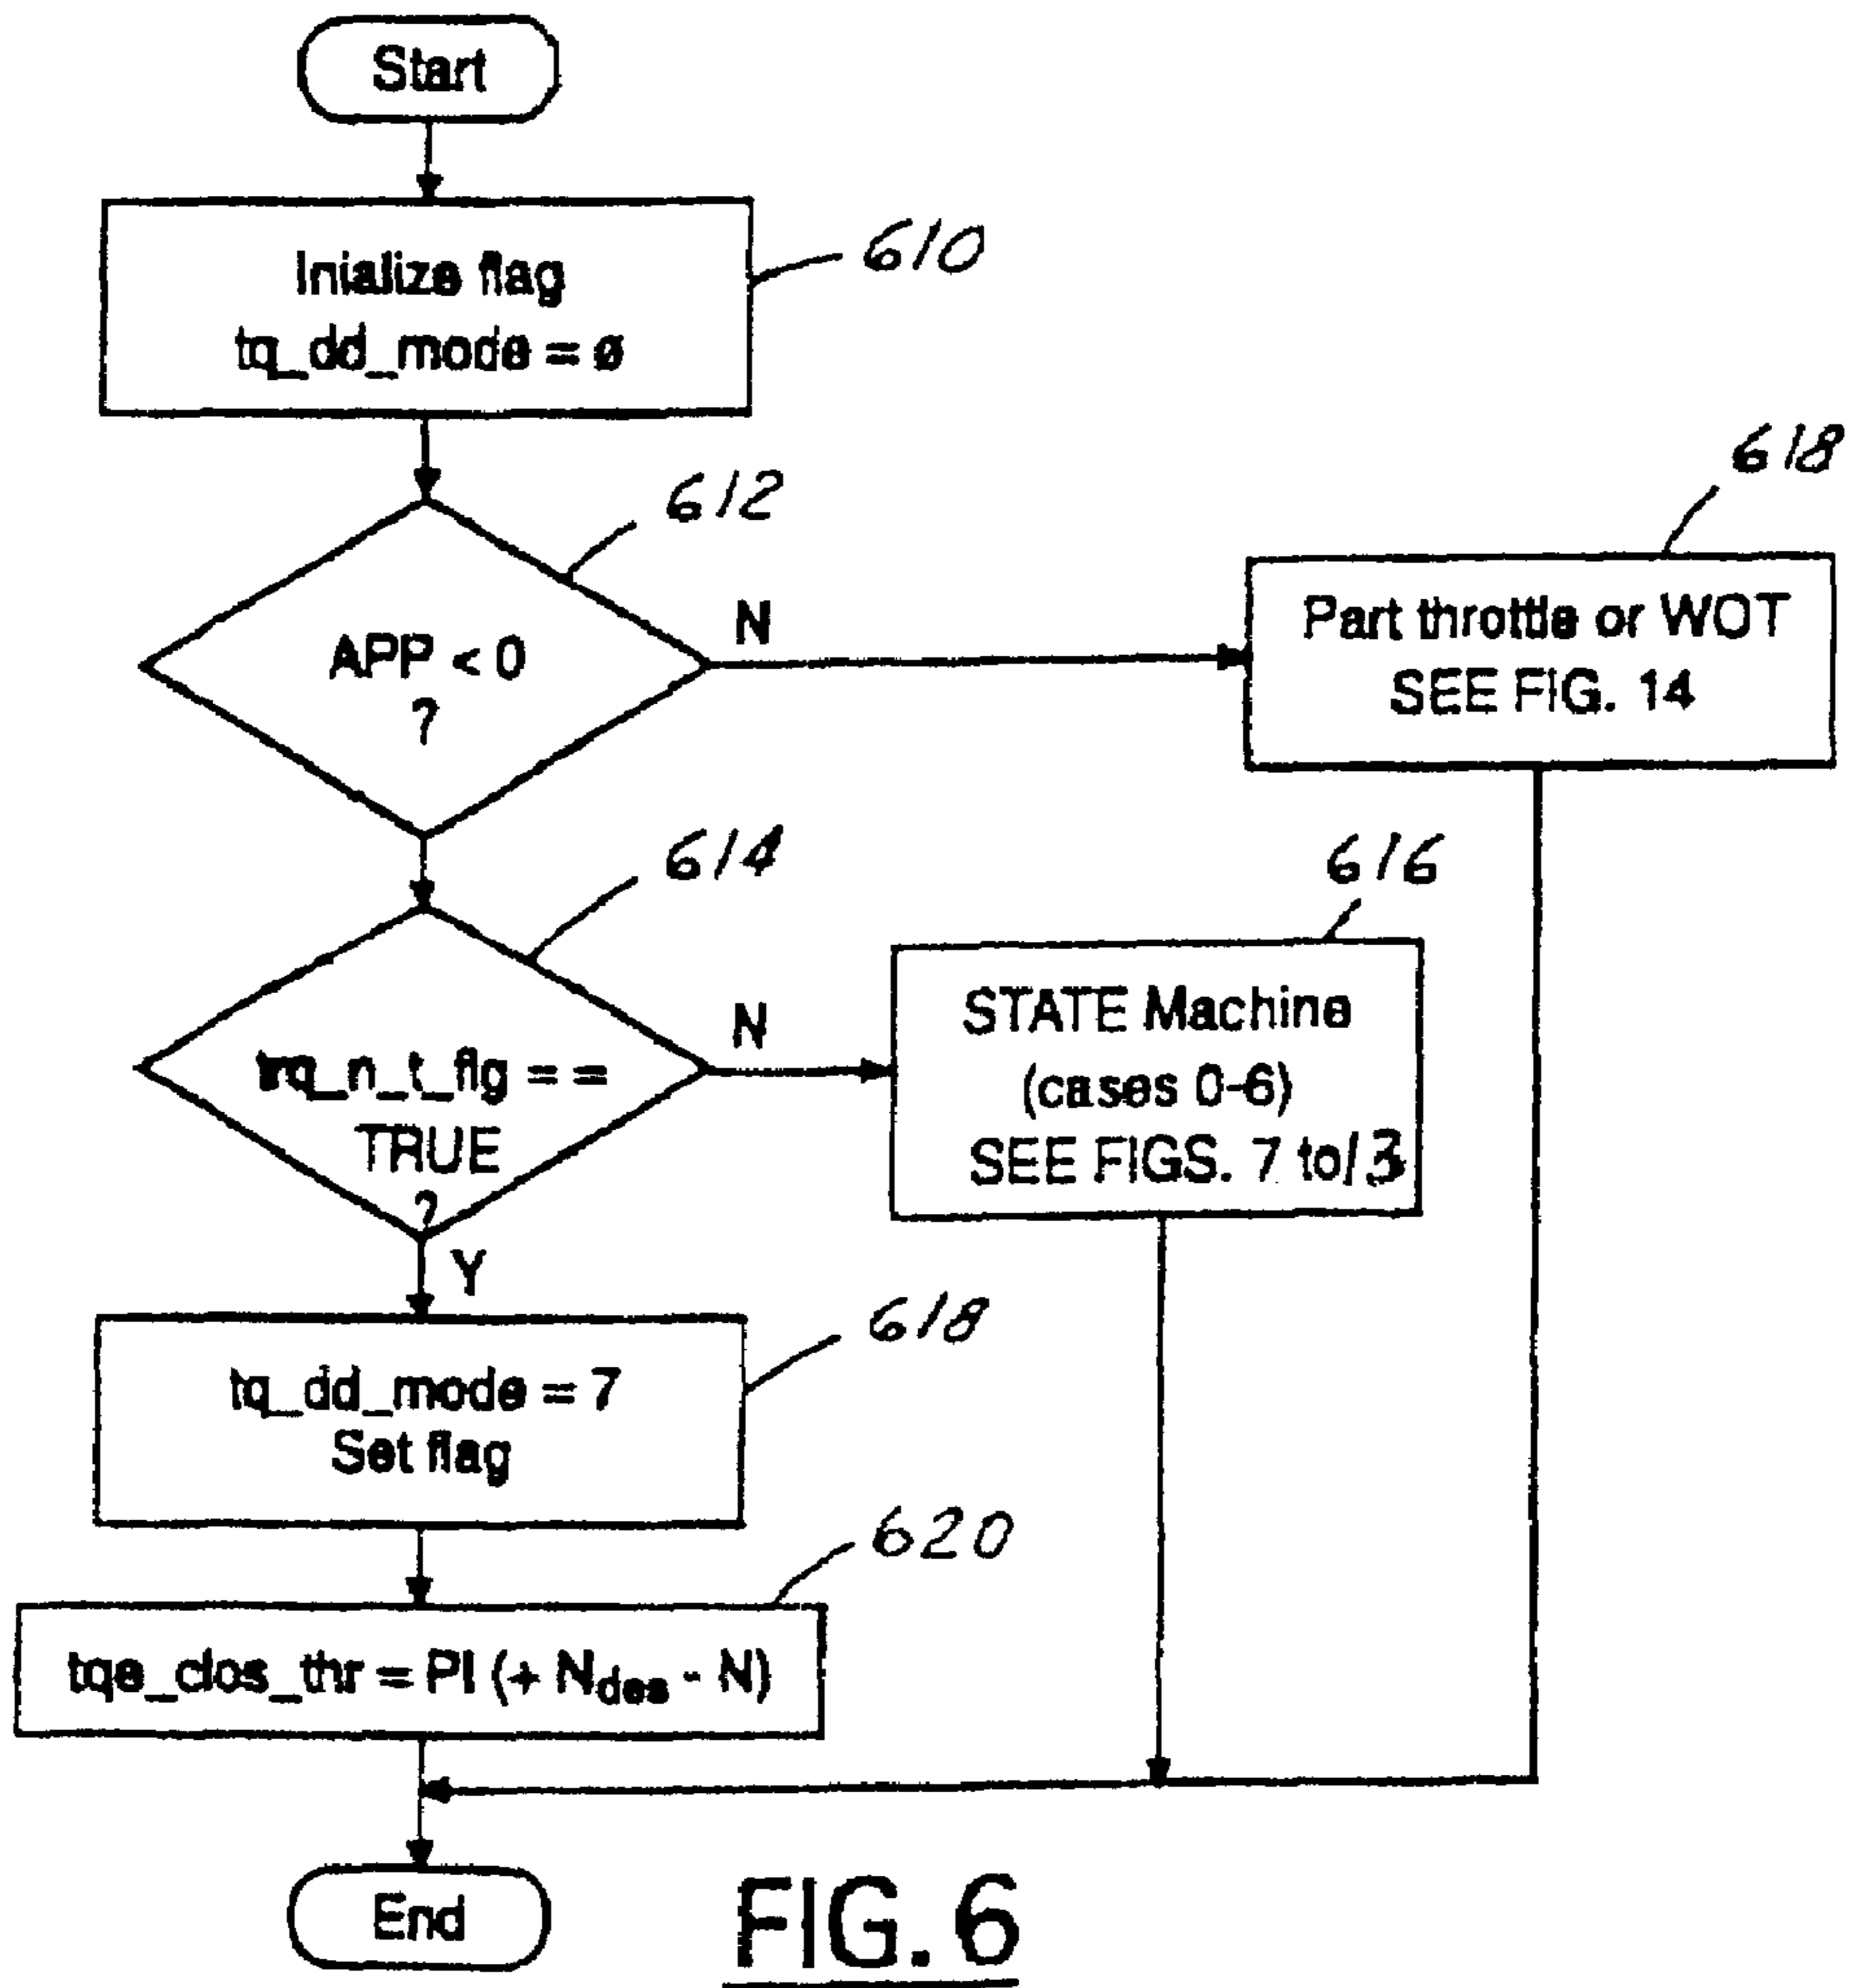 Start
Inialize flag
tq_dd_mode = ø
610
APP < 0
?
612
N
Part throttle or WOT
SEE FIG. 14
618
_n_t_flg = =
TRUE
?
614
N
STATE Machine
(cases 0-6)
SEE FIGS. 7 to 13
616
Y
tq_dd_mode = 7
Set flag
618
tqe_clos_thr = PI (+ Ndes - N)
620
End
FIG. 6